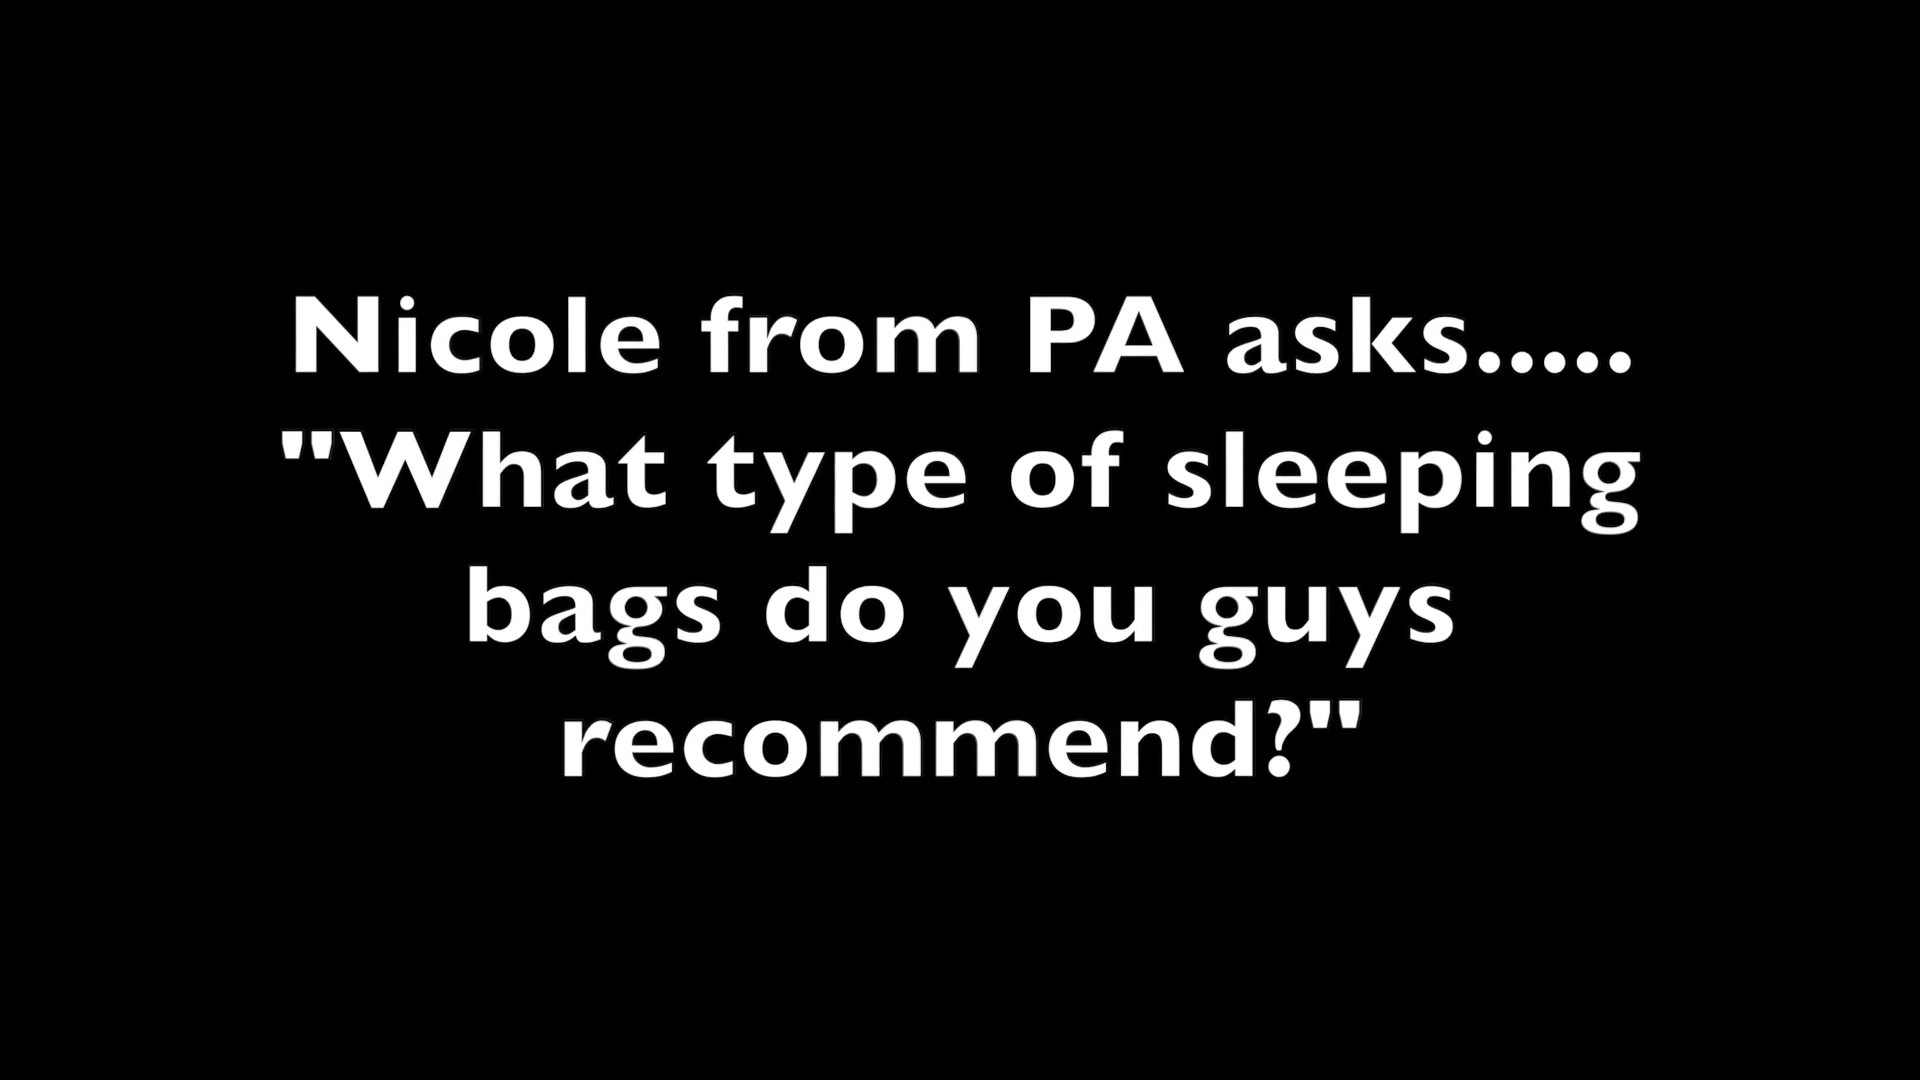 Nicole from PA asks.....
"What type of sleeping
bags do you guys
recommend?"